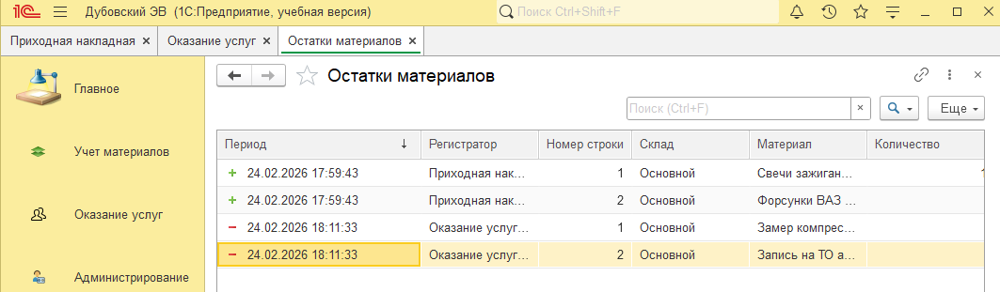 1С Дубовский ЭВ (1С:Предприятие, учебная версия) Поиск Ctrl+Shift+F
Приходная накладная × Оказание услуг × Остатки материалов ×
Главное
Учет материалов
Оказание услуг
Администрирование
Остатки материалов
Поиск (Ctrl+F) × Еще
Период ↓ Регистратор Номер строки Склад Материал Количество
+ 24.02.2026 17:59:43 Приходная нак... 1 Основной Свечи зажиган... 1
+ 24.02.2026 17:59:43 Приходная нак... 2 Основной Форсунки ВАЗ ...
− 24.02.2026 18:11:33 Оказание услуг... 1 Основной Замер компрес...
− 24.02.2026 18:11:33 Оказание услуг... 2 Основной Запись на ТО а...